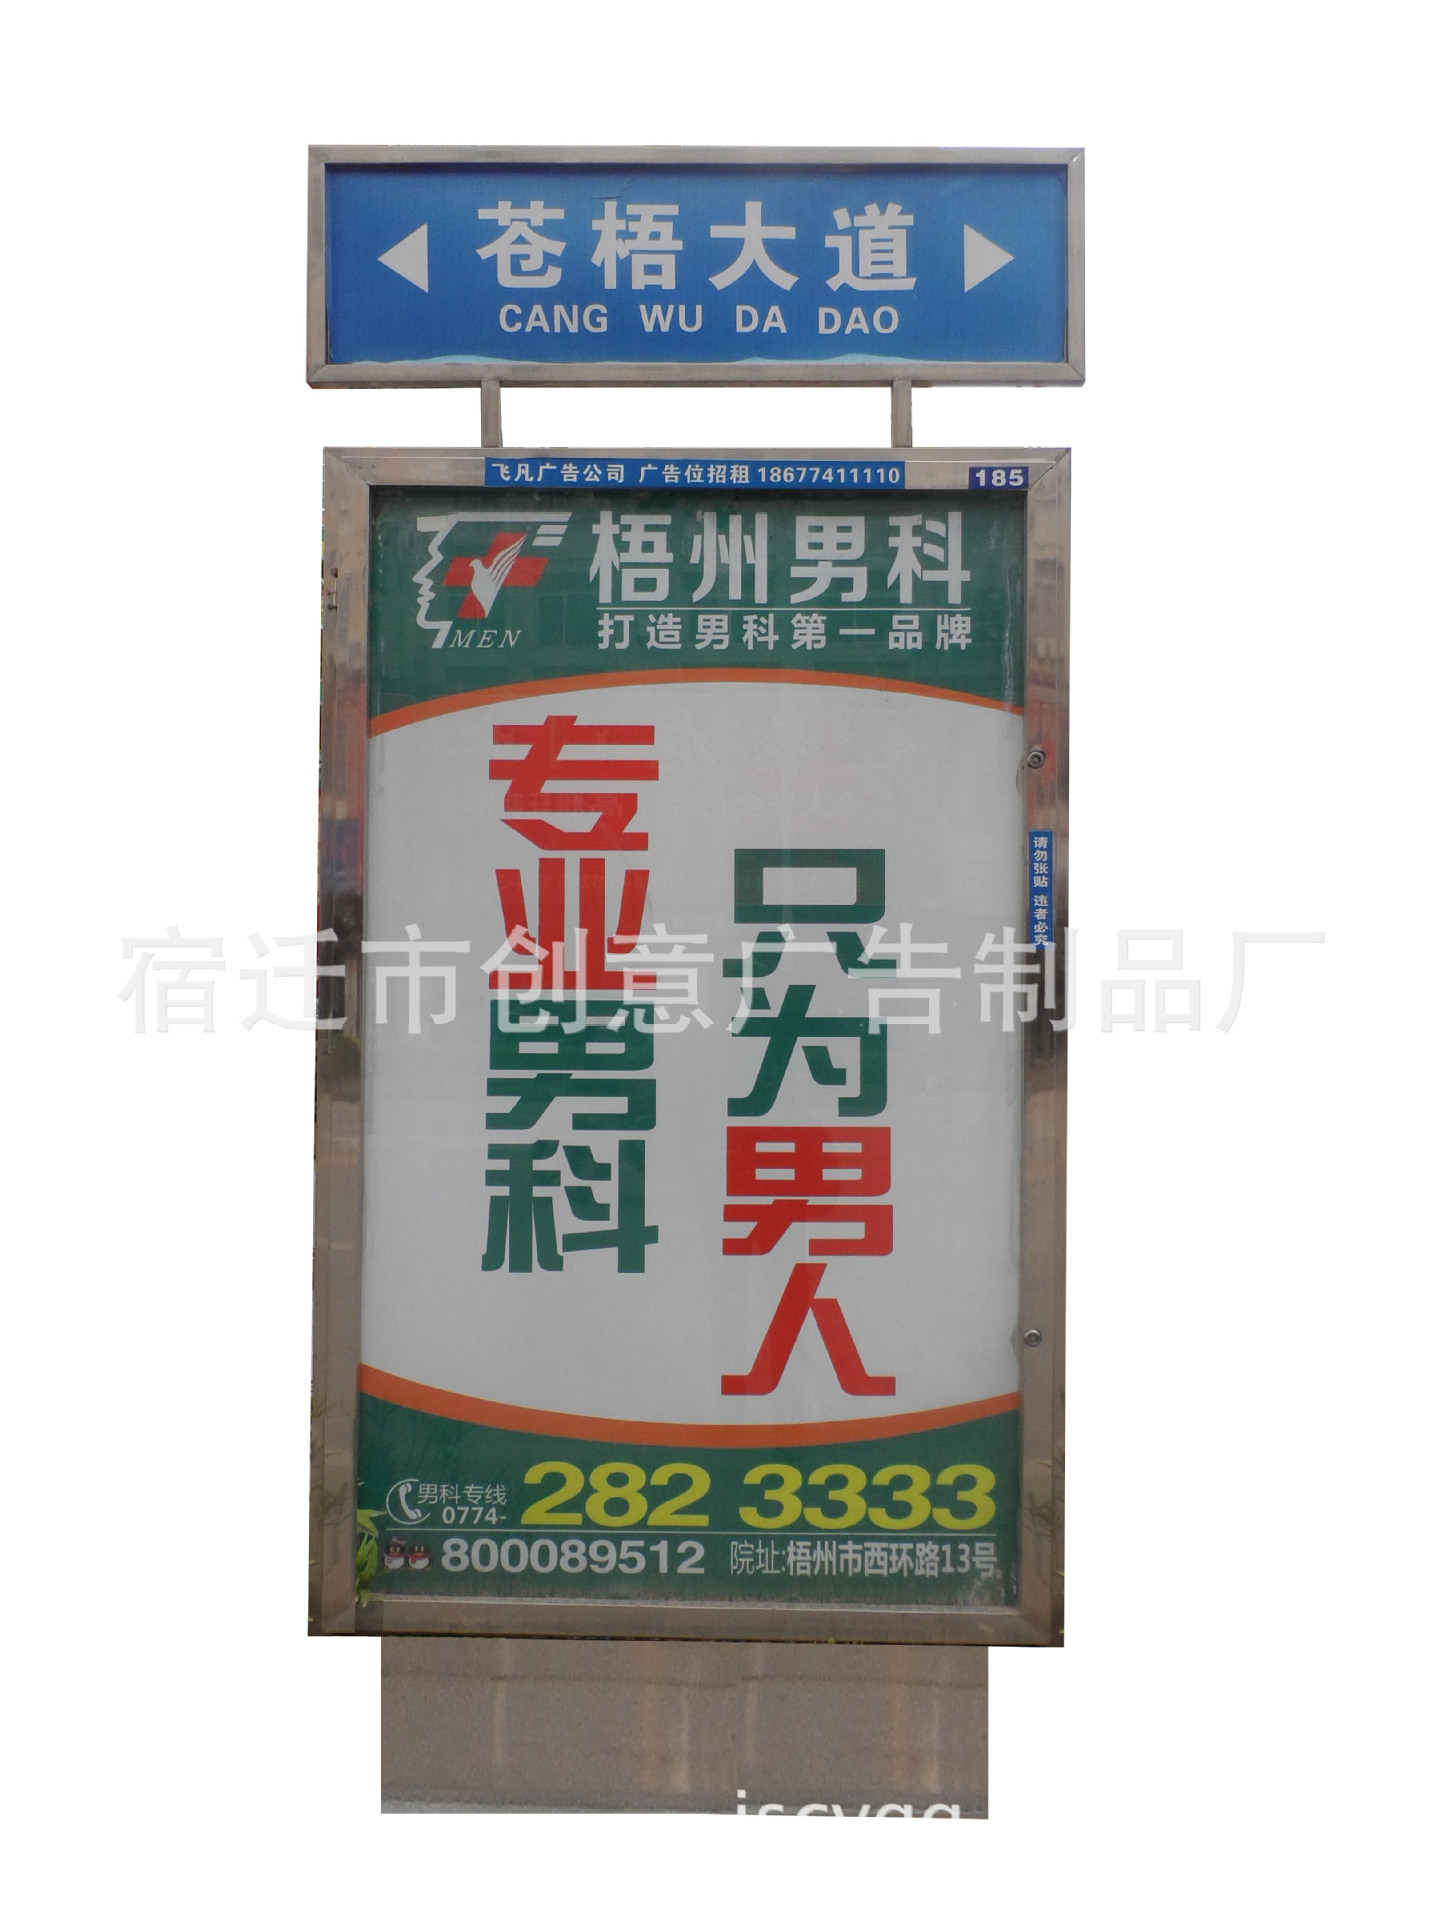 苍梧大道
CANG WU DA DAO
飞凡广告公司 广告位招租 18677411110
185
梧州男科
打造男科第一品牌
MEN
专业男科
只为男人
请勿张贴 违者必究
宿迁市创意广告制品厂
男科专线
0774-
282 3333
800089512
院址:梧州市西环路13号